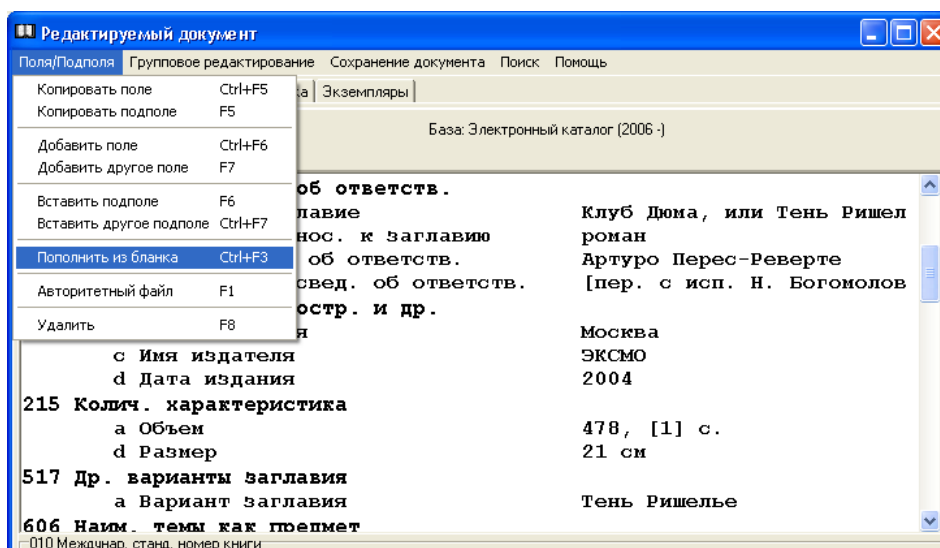 Редактируемый документ
Поля/Подполя Групповое редактирование Сохранение документа Поиск Помощь
Копировать поле Ctrl+F5
Копировать подполе F5
Добавить поле Ctrl+F6
Добавить другое поле F7
Вставить подполе F6
Вставить другое подполе Ctrl+F7
Пополнить из бланка Ctrl+F3
Авторитетный файл F1
Удалить F8
ка Экземпляры
База: Электронный каталог (2006 -)
об ответств.
лавие Клуб Дюма, или Тень Ришел
нос. к заглавию роман
об ответств. Артуро Перес-Реверте
свед. об ответств. [пер. с исп. Н. Богомолов
остр. и др.
я Москва
c Имя издателя ЭКСМО
d Дата издания 2004
215 Колич. характеристика
a Объем 478, [1] с.
d Размер 21 см
517 Др. варианты заглавия
a Вариант заглавия Тень Ришелье
606 Наим. темы как предмет
010 Междунар. станд. номер книги